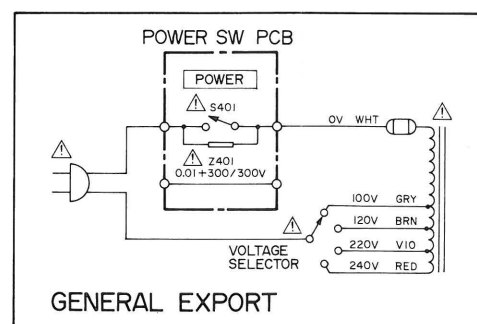 POWER SW PCB
POWER
S401
0V WHT
Z401
0.01+300/300V
100V GRY
120V BRN
220V VIO
240V RED
VOLTAGE
SELECTOR
GENERAL EXPORT